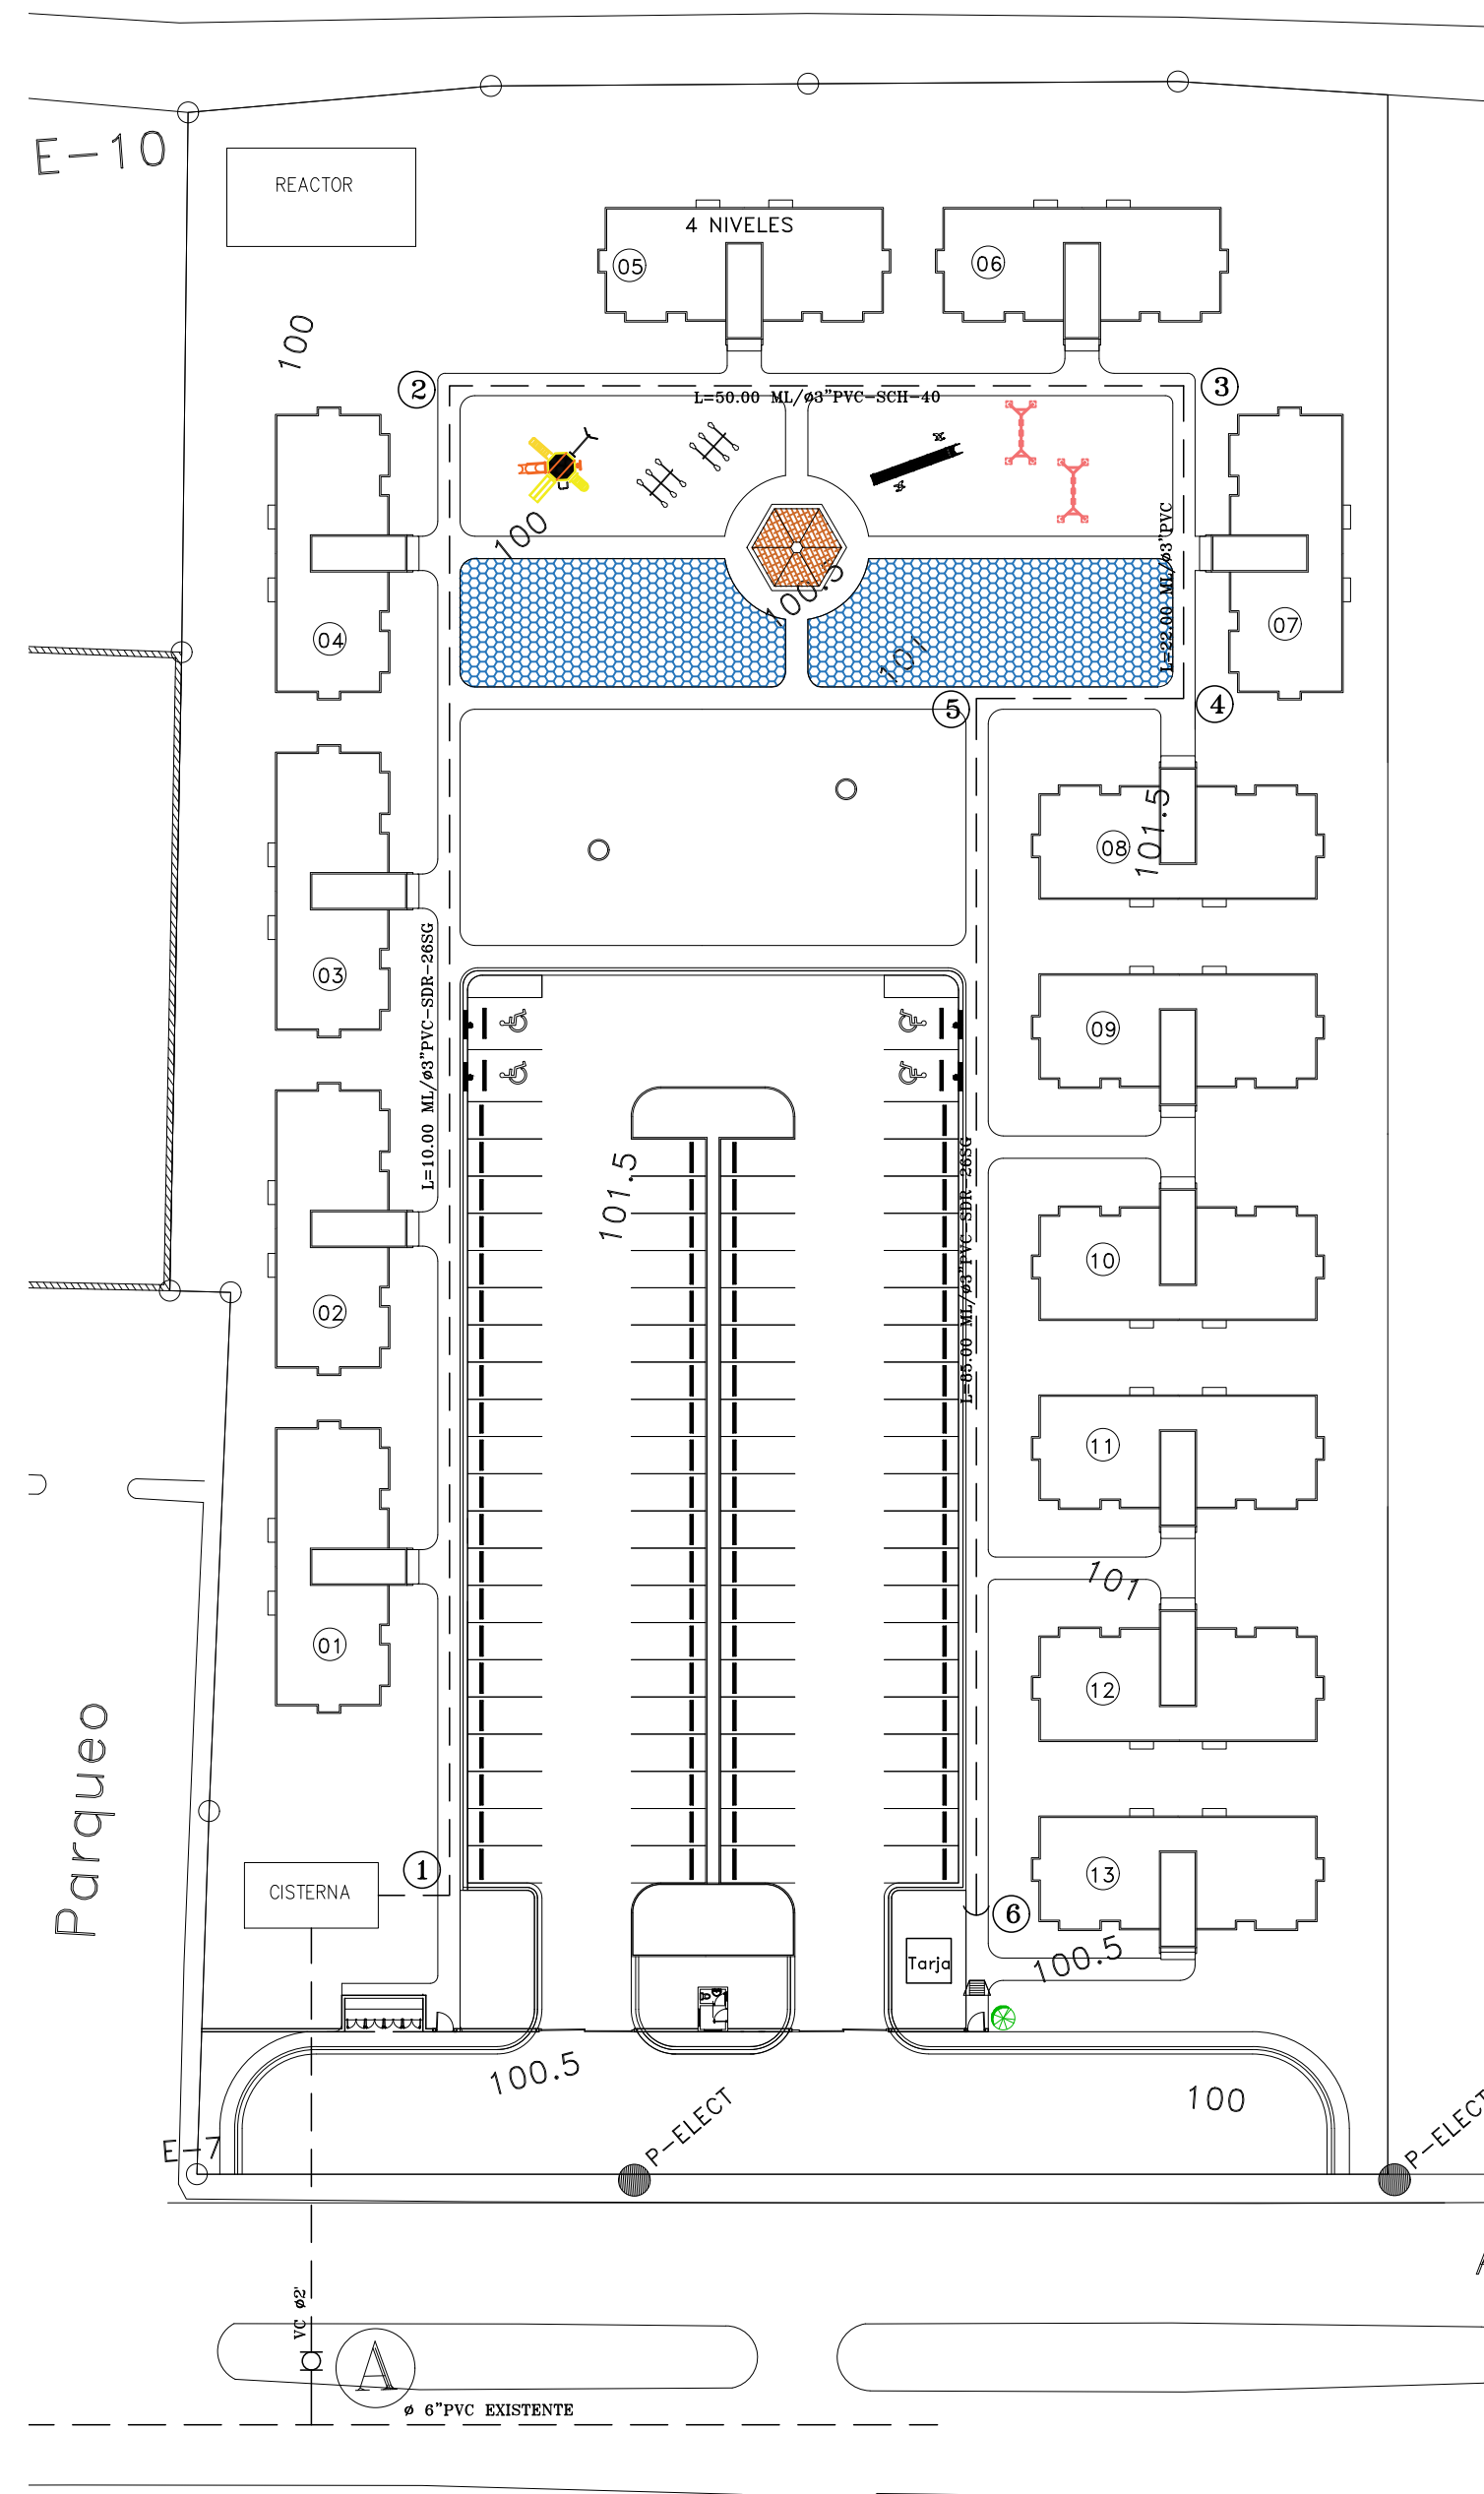 E-10
REACTOR
4 NIVELES
05
06
100
2
3
L=50.00 ML/ø3"PVC-SCH-40
100
100.5
101
L=22.00 ML/ø3"PVC
04
07
5
4
101.5
08
03
09
L=10.00 ML/ø3"PVC-SDR-26SG
101.5
L=85.00 ML/ø3"PVC-SDR-26SG
02
10
11
101
01
12
Parqueo
1
CISTERNA
13
6
Tarja
100.5
100.5
100
E-7
P-ELECT
P-ELECT
VC ø2'
A
ø 6"PVC EXISTENTE